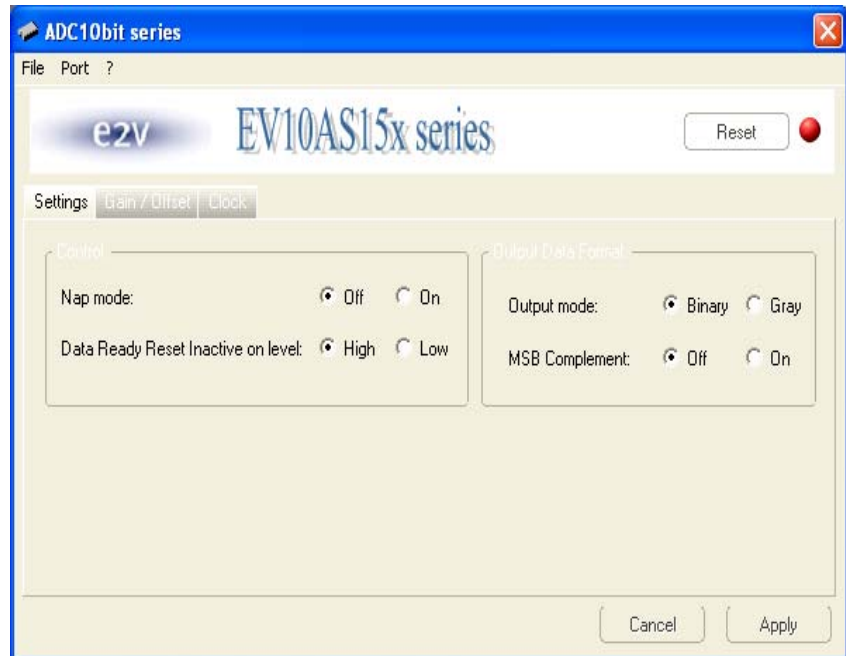 ADC10bit series
File Port ?
e2v
EV10AS15x series
Reset
Settings Gain / Offset Clock
Control
Nap mode: Off On
Data Ready Reset Inactive on level: High Low
Output Data Format
Output mode: Binary Gray
MSB Complement: Off On
Cancel Apply